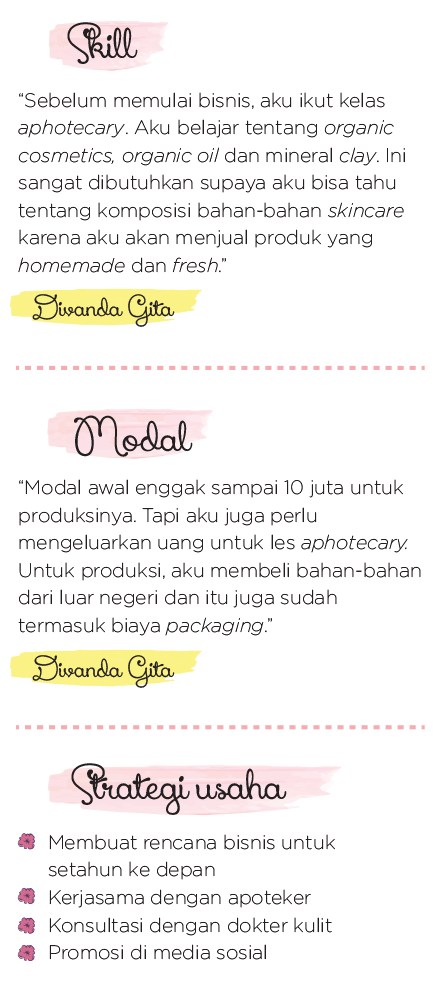 Skill
“Sebelum memulai bisnis, aku ikut kelas
aphotecary. Aku belajar tentang organic
cosmetics, organic oil dan mineral clay. Ini
sangat dibutuhkan supaya aku bisa tahu
tentang komposisi bahan-bahan skincare
karena aku akan menjual produk yang
homemade dan fresh.”
Divanda Gita
Modal
“Modal awal enggak sampai 10 juta untuk
produksinya. Tapi aku juga perlu
mengeluarkan uang untuk les aphotecary.
Untuk produksi, aku membeli bahan-bahan
dari luar negeri dan itu juga sudah
termasuk biaya packaging.”
Divanda Gita
Strategi usaha
Membuat rencana bisnis untuk
setahun ke depan
Kerjasama dengan apoteker
Konsultasi dengan dokter kulit
Promosi di media sosial